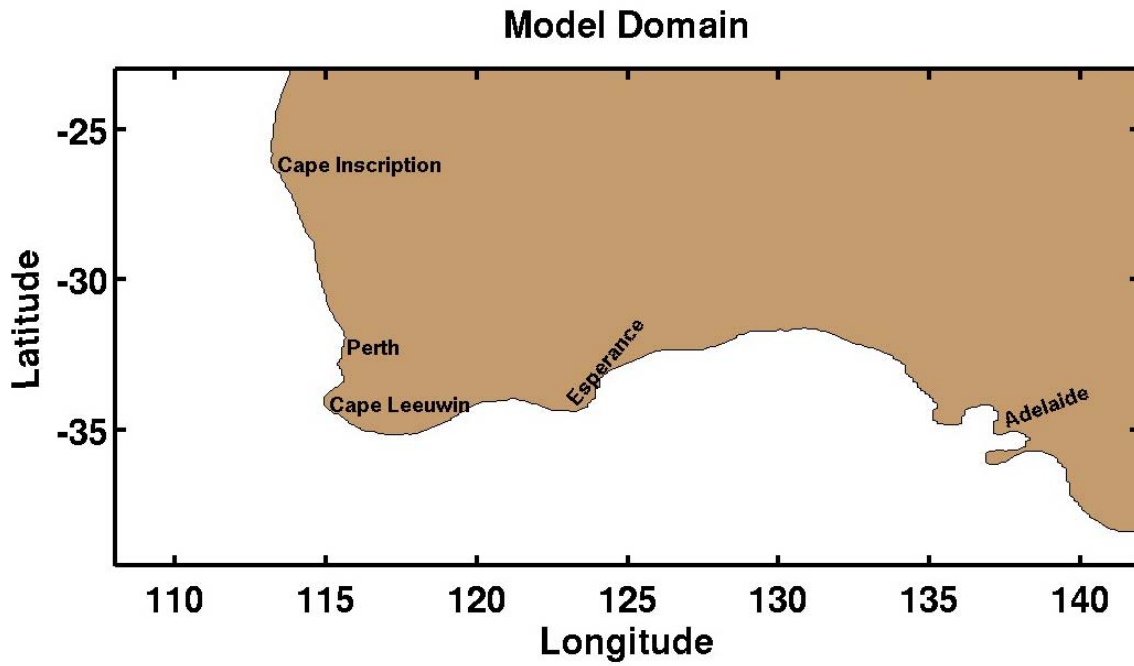 Model Domain
-25
Cape Inscription
-30
Latitude
Perth
Esperance
Cape Leeuwin
Adelaide
-35
110 115 120 125 130 135 140
Longitude